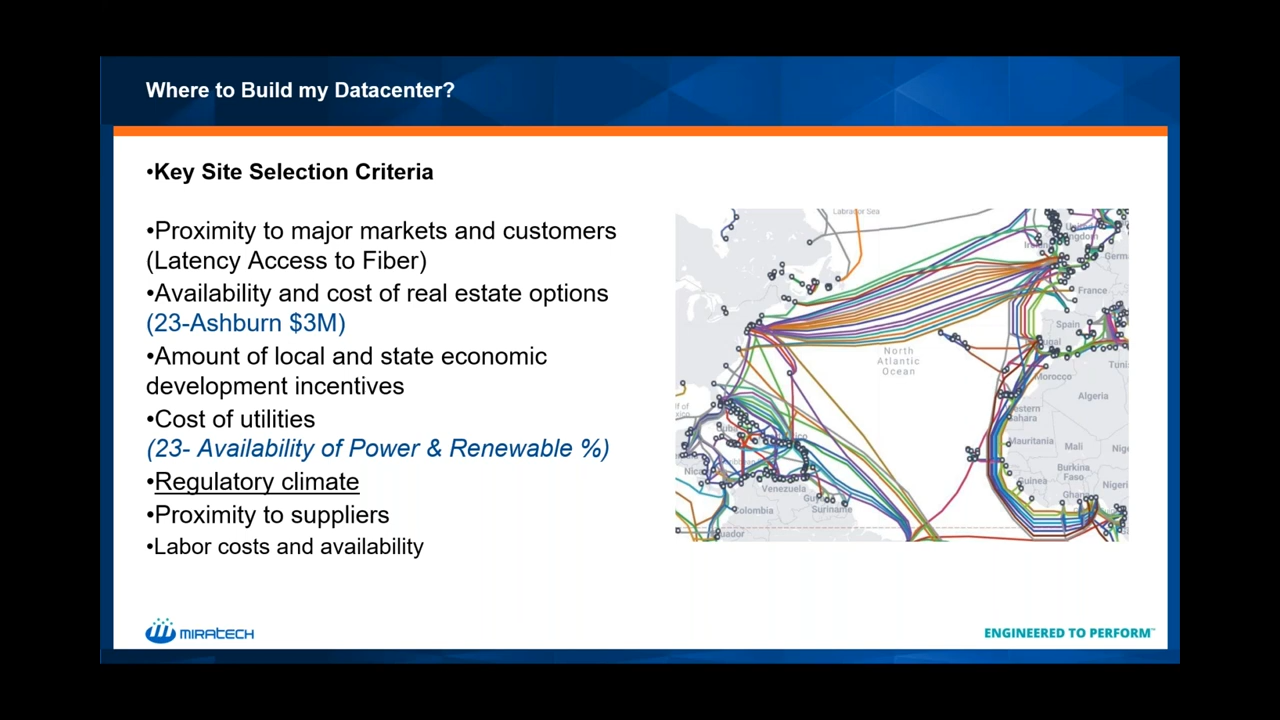 Where to Build my Datacenter?
•Key Site Selection Criteria
•Proximity to major markets and customers
(Latency Access to Fiber)
•Availability and cost of real estate options
(23-Ashburn $3M)
•Amount of local and state economic
development incentives
•Cost of utilities
(23- Availability of Power & Renewable %)
•Regulatory climate
•Proximity to suppliers
•Labor costs and availability
Labrador Sea
France
Spain
North
Atlantic
Ocean
Morocco
Algeria
Mauritania
Mali
Burkina
Faso
Guinea
Ghana
Venezuela
Suriname
Colombia
MIRATECH
ENGINEERED TO PERFORM™